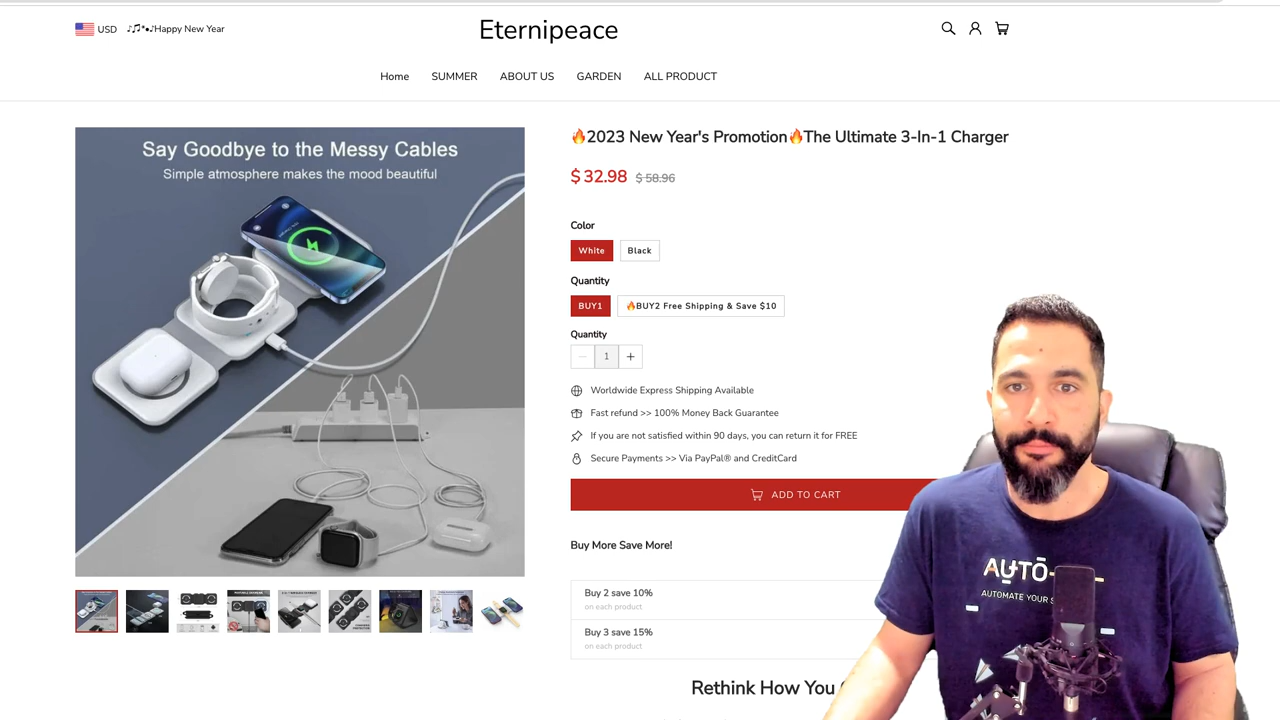 USD
♪♫*•♪Happy New Year
Eternipeace
Home
SUMMER
ABOUT US
GARDEN
ALL PRODUCT
Say Goodbye to the Messy Cables
Simple atmosphere makes the mood beautiful
🔥2023 New Year's Promotion🔥The Ultimate 3-In-1 Charger
$ 32.98 $ 58.96
Color
White
Black
Quantity
BUY1
🔥BUY2 Free Shipping & Save $10
Quantity
1
Worldwide Express Shipping Available
Fast refund >> 100% Money Back Guarantee
If you are not satisfied within 90 days, you can return it for FREE
Secure Payments >> Via PayPal® and CreditCard
ADD TO CART
Buy More Save More!
Buy 2 save 10%
on each product
Buy 3 save 15%
on each product
Rethink How You
AUTO
AUTOMATE YOUR